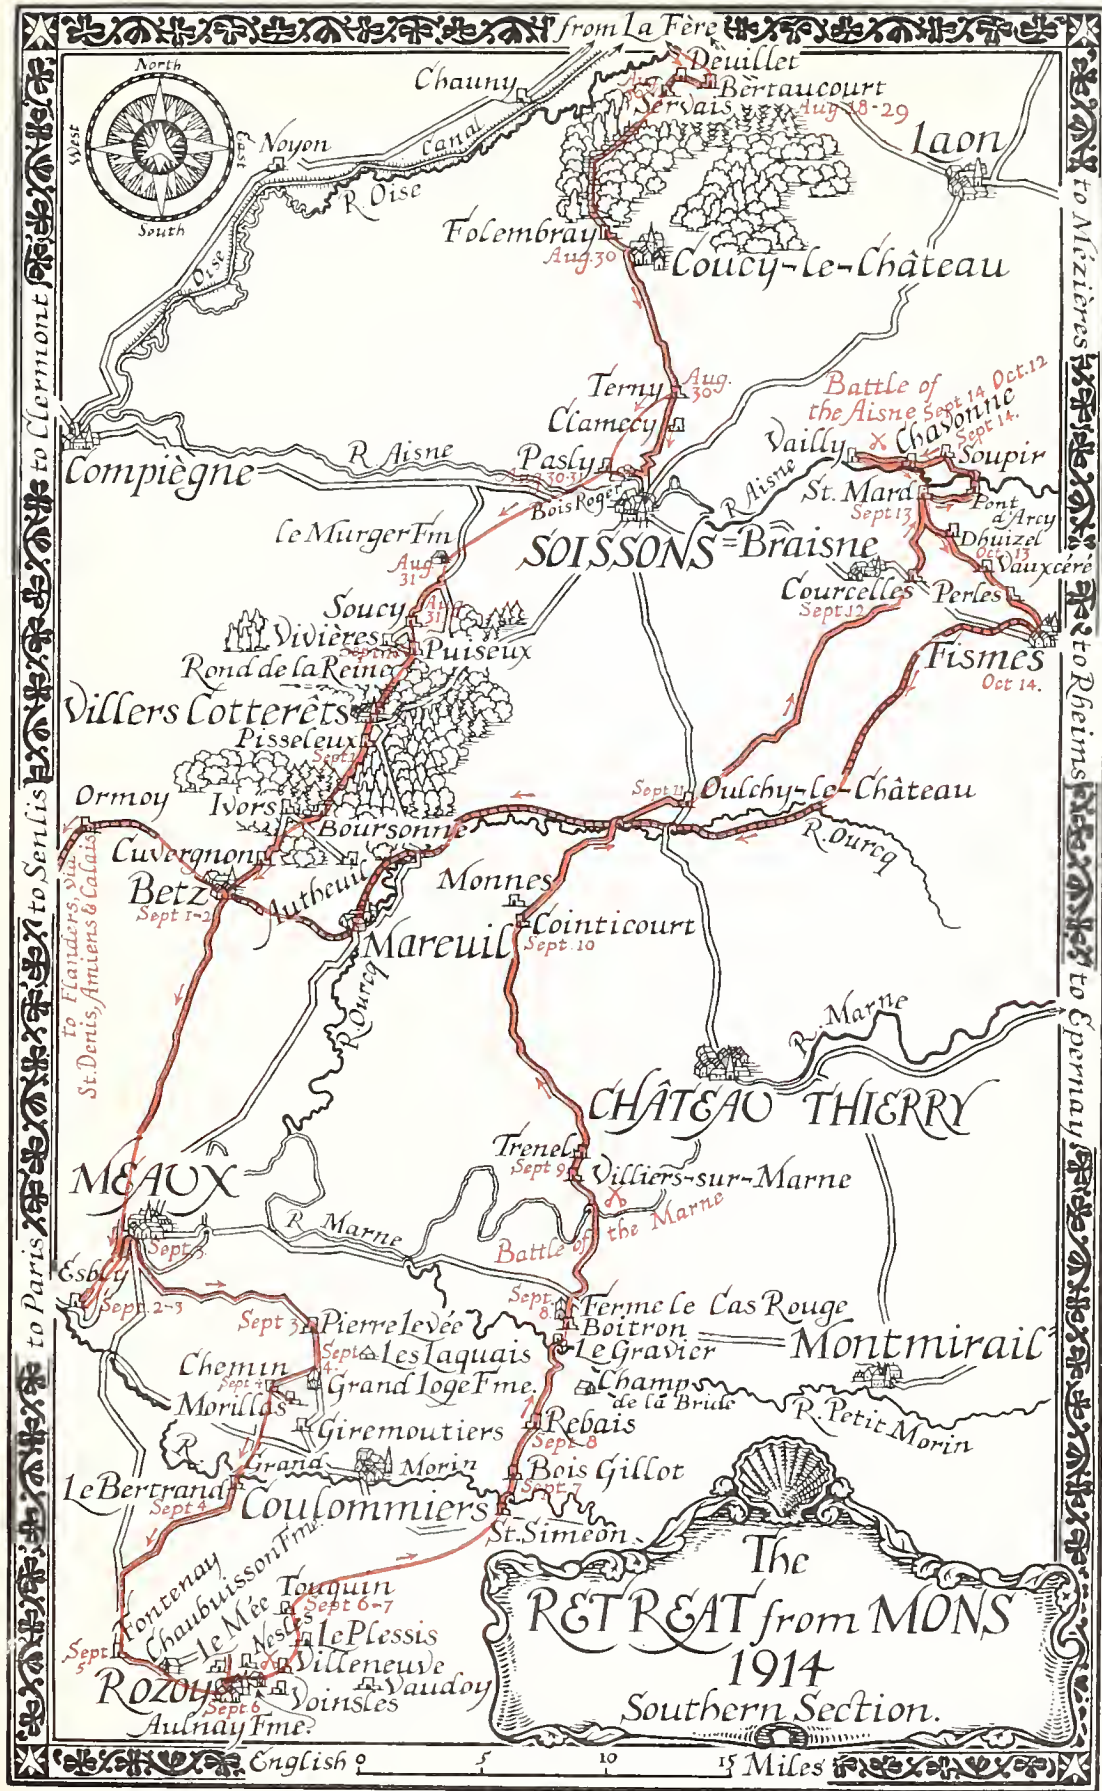 from La Fère
North
West
East
South
Chauny
Deuillet
Bertaucourt
Servais
Aug 28-29
Laon
Noyon
Canal
R Oise
Oise
Folembray
Aug. 30
Coucy-le-Château
to Clermont
to Mézières
Terny
Aug. 30
Clamecy
Battle of
the Aisne Sept 14 Oct. 12
Chavonne
Sept 14.
Vailly
Soupir
Compiègne
R Aisne
Pasly
Aug 30-31
Bois Roger
R Aisne
St. Mard
Sept 13
Pont
d'Arcy
Dhuizel
Oct. 13
Vauxcéré
le Murger Fm
Aug
31
SOISSONS
Braisne
Courcelles
Sept. 12
Perles
Soucy
Aug
31
Vivières
Puiseux
Rond de la Reine
Fismes
Oct 14.
to Rheims
Villers Cotterêts
Pisseleux
Sept. 1
Ormoy
Ivors
Boursonne
Sept 11
Oulchy-le-Château
R. Ourcq
to Senlis
Cuvergnon
Betz
Sept 1-2
Autheuil
Mareuil
Monnes
Cointicourt
Sept. 10
to Flanders, via
St. Denis, Amiens & Calais
R. Ourcq
R. Marne
to Epernay
CHÂTEAU THIERRY
MEAUX
Trenel
Sept 9
Villiers-sur-Marne
Battle of the Marne
R Marne
Sept 3
Esbly
Sept. 2-3
to Paris
Sept 3
Pierre levée
Sept.
8.
Ferme le Cas Rouge
Boitron
Le Gravier
Montmirail
Sept
4.
Les Laquais
Chemin
Sept 4
Grand Loge Fme.
Morillas
Champ
de la Bride
R. Petit Morin
Giremoutiers
Rebais
Sept. 8
R. Grand Morin
Bois Gillot
Sept. 7
Le Bertrand
Sept 4
Coulommiers
St. Siméon
Fontenay
Chaubuisson Fme.
Le Mée
Nesles
Touquin
Sept 6-7
Le Plessis
Villeneuve
Vaudoy
Voinsles
Sept
5
Rozoy
Sept. 6
Aulnay Fme.
The
RETREAT from MONS
1914
Southern Section.
English 0 5 10 15 Miles